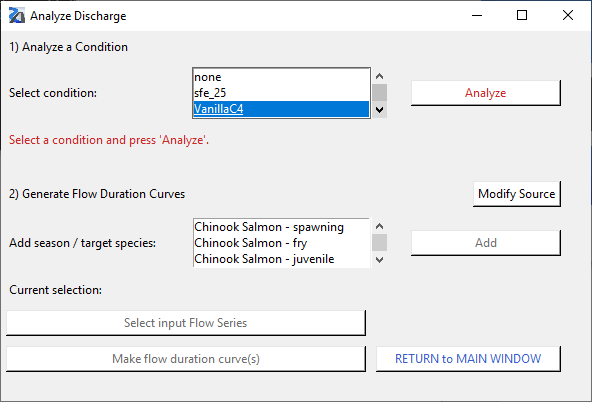 Analyze Discharge
1) Analyze a Condition
none
Select condition:
sfe_25
Analyze
VanillaC4
Select a condition and press 'Analyze'.
2) Generate Flow Duration Curves
Modify Source
Chinook Salmon - spawning
Add season / target species:
Chinook Salmon - fry
Add
Chinook Salmon - juvenile
Current selection:
Select input Flow Series
Make flow duration curve(s)
RETURN to MAIN WINDOW